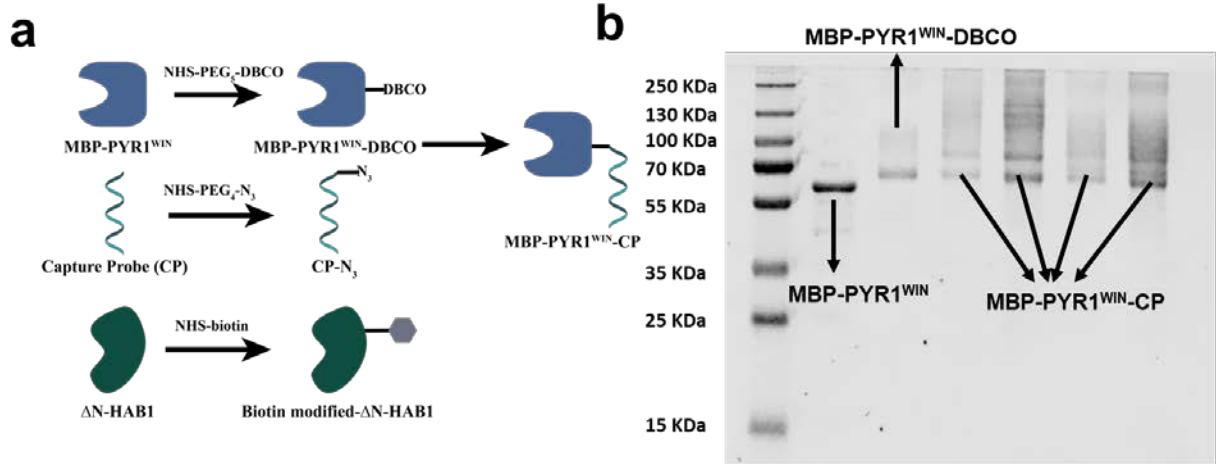 a
NHS-PEG₅-DBCO
DBCO
MBP-PYR1ᵂᴵᴺ
MBP-PYR1ᵂᴵᴺ-DBCO
NHS-PEG₄-N₃
N₃
Capture Probe (CP)
CP-N₃
MBP-PYR1ᵂᴵᴺ-CP
NHS-biotin
ΔN-HAB1
Biotin modified-ΔN-HAB1
b
MBP-PYR1ᵂᴵᴺ-DBCO
250 KDa
130 KDa
100 KDa
70 KDa
55 KDa
35 KDa
25 KDa
15 KDa
MBP-PYR1ᵂᴵᴺ
MBP-PYR1ᵂᴵᴺ-CP